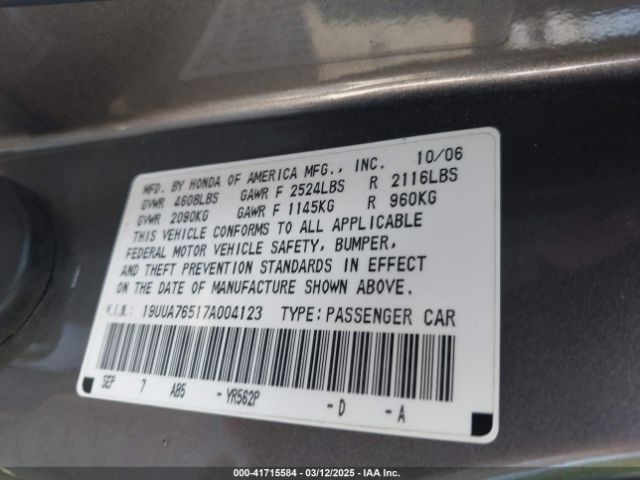 MFD. BY HONDA OF AMERICA MFG., INC. 10/06
GVWR 4608LBS GAWR F 2524LBS R 2116LBS
GVWR 2090KG GAWR F 1145KG R 960KG
THIS VEHICLE CONFORMS TO ALL APPLICABLE
FEDERAL MOTOR VEHICLE SAFETY, BUMPER,
AND THEFT PREVENTION STANDARDS IN EFFECT
ON THE DATE OF MANUFACTURE SHOWN ABOVE.
V.I.N.: 19UUA76517A004123 TYPE: PASSENGER CAR
SEP 7 A05 - YR562P - D - A
000-41715584 | 03/12/2025 | IAA Inc.